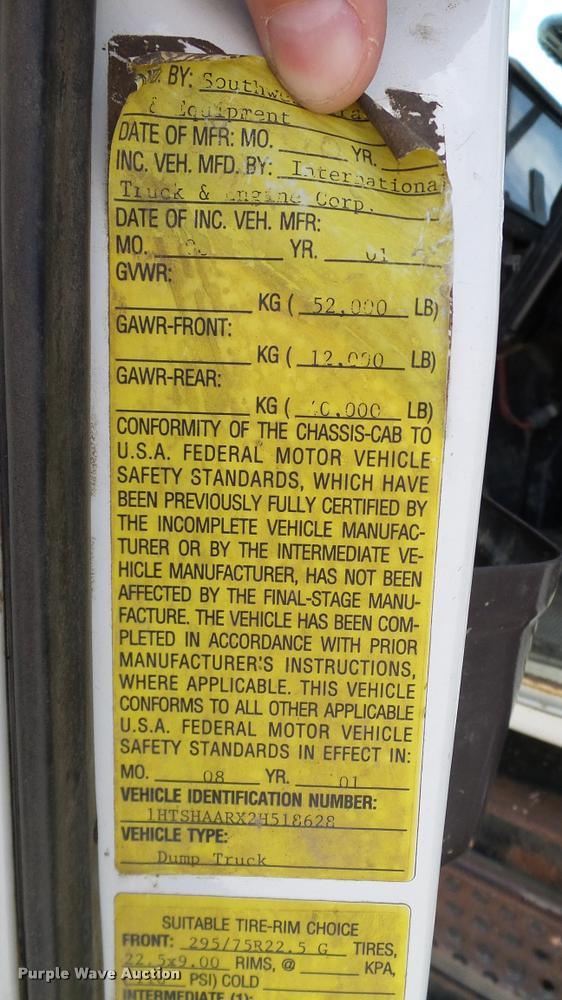 BY: Southw
& Equipment
DATE OF MFR: MO. YR.
INC. VEH. MFD. BY: International
Truck & Engine Corp.
DATE OF INC. VEH. MFR:
MO. YR. 01
GVWR:
KG ( 52,000 LB)
GAWR-FRONT:
KG ( 12,000 LB)
GAWR-REAR:
KG ( LB)
CONFORMITY OF THE CHASSIS-CAB TO
U.S.A. FEDERAL MOTOR VEHICLE
SAFETY STANDARDS, WHICH HAVE
BEEN PREVIOUSLY FULLY CERTIFIED BY
THE INCOMPLETE VEHICLE MANUFAC-
TURER OR BY THE INTERMEDIATE VE-
HICLE MANUFACTURER, HAS NOT BEEN
AFFECTED BY THE FINAL-STAGE MANU-
FACTURE. THE VEHICLE HAS BEEN COM-
PLETED IN ACCORDANCE WITH PRIOR
MANUFACTURER'S INSTRUCTIONS,
WHERE APPLICABLE. THIS VEHICLE
CONFORMS TO ALL OTHER APPLICABLE
U.S.A. FEDERAL MOTOR VEHICLE
SAFETY STANDARDS IN EFFECT IN:
MO. 08 YR. 01
VEHICLE IDENTIFICATION NUMBER:
1HTSHAARX2H518628
VEHICLE TYPE:
Dump Truck
SUITABLE TIRE-RIM CHOICE
FRONT: 295/75R22.5 G TIRES,
22.5x9.00 RIMS, @ KPA,
PSI) COLD
INTERMEDIATE (1):
Purple Wave Auction